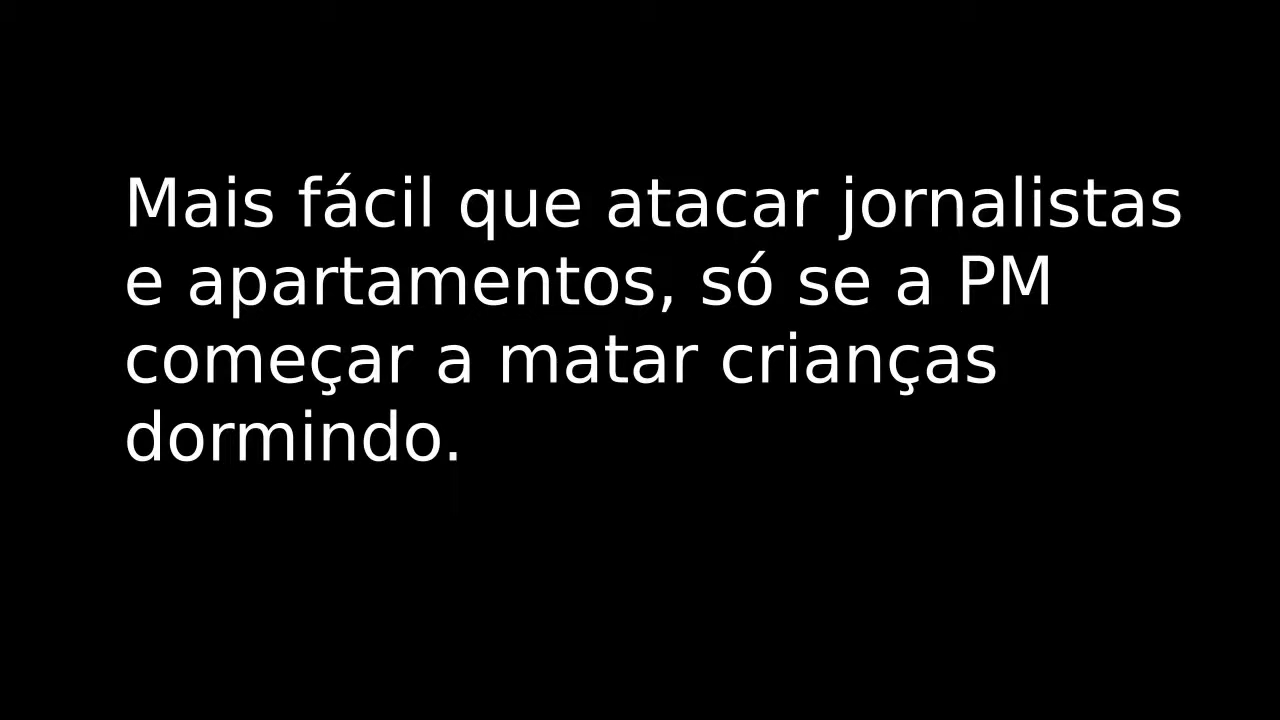 Mais fácil que atacar jornalistas
e apartamentos, só se a PM
começar a matar crianças
dormindo.